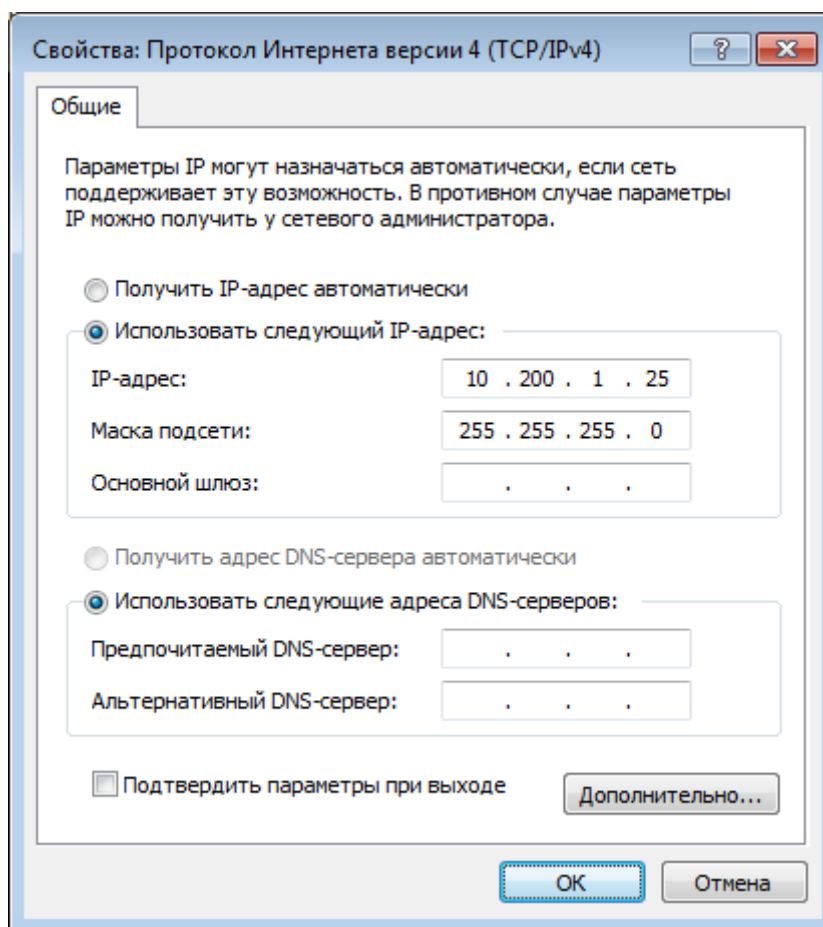 Свойства: Протокол Интернета версии 4 (TCP/IPv4)
?
Общие
Параметры IP могут назначаться автоматически, если сеть
поддерживает эту возможность. В противном случае параметры
IP можно получить у сетевого администратора.
Получить IP-адрес автоматически
Использовать следующий IP-адрес:
IP-адрес: 10 . 200 . 1 . 25
Маска подсети: 255 . 255 . 255 . 0
Основной шлюз: . . .
Получить адрес DNS-сервера автоматически
Использовать следующие адреса DNS-серверов:
Предпочитаемый DNS-сервер: . . .
Альтернативный DNS-сервер: . . .
Подтвердить параметры при выходе
Дополнительно...
ОК
Отмена